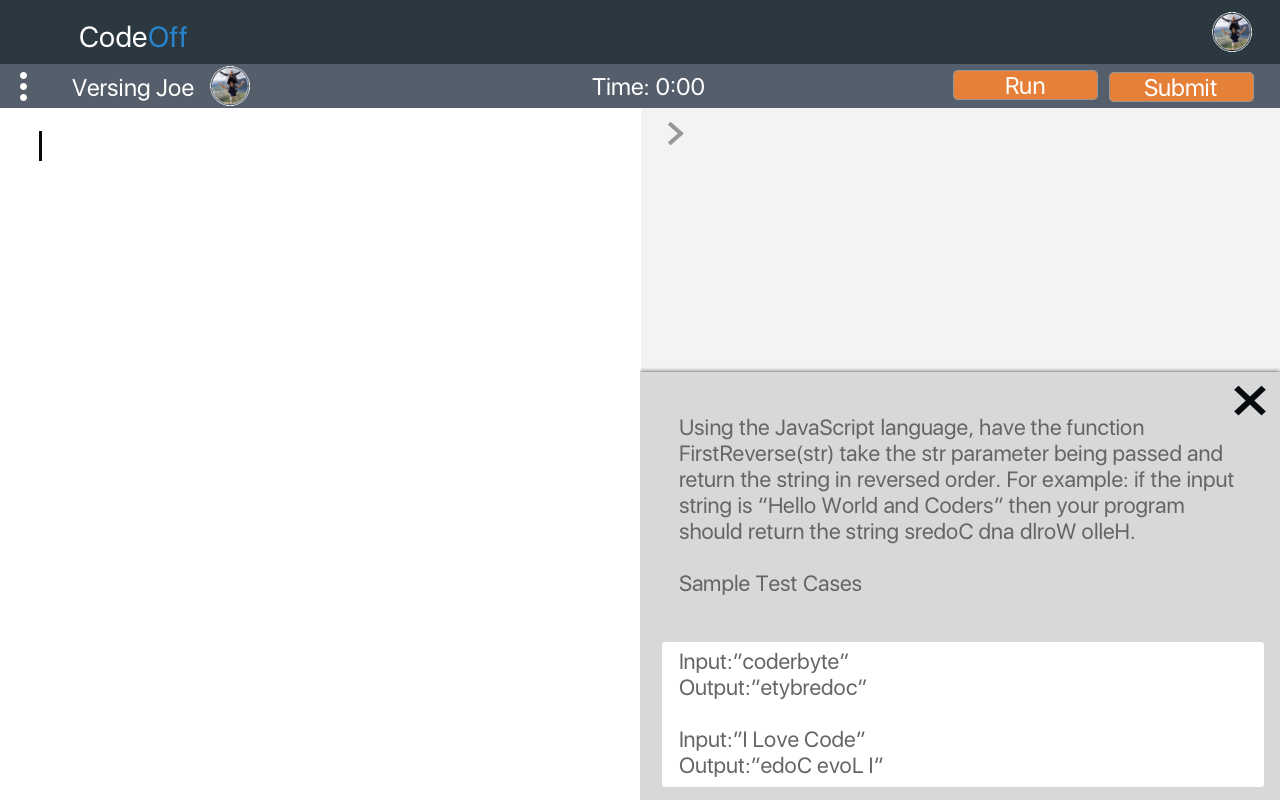 CodeOff
Versing Joe
Time: 0:00
Run
Submit
>
Using the JavaScript language, have the function
FirstReverse(str) take the str parameter being passed and
return the string in reversed order. For example: if the input
string is “Hello World and Coders” then your program
should return the string sredoC dna dlroW olleH.
Sample Test Cases
Input:”coderbyte”
Output:”etybredoc”
Input:”I Love Code”
Output:”edoC evoL I”